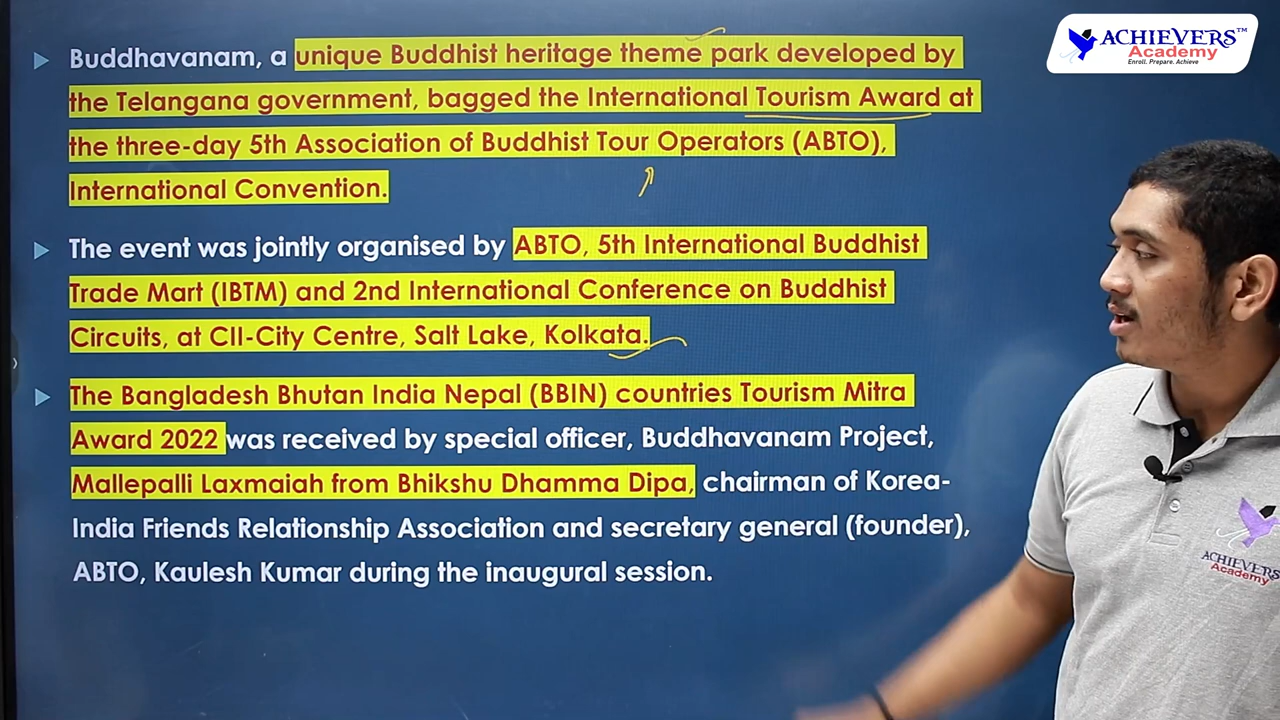 Buddhavanam, a unique Buddhist heritage theme park developed by
the Telangana government, bagged the International Tourism Award at
the three-day 5th Association of Buddhist Tour Operators (ABTO),
International Convention.
The event was jointly organised by ABTO, 5th International Buddhist
Trade Mart (IBTM) and 2nd International Conference on Buddhist
Circuits, at CII-City Centre, Salt Lake, Kolkata.
The Bangladesh Bhutan India Nepal (BBIN) countries Tourism Mitra
Award 2022 was received by special officer, Buddhavanam Project,
Mallepalli Laxmaiah from Bhikshu Dhamma Dipa, chairman of Korea-
India Friends Relationship Association and secretary general (founder),
ABTO, Kaulesh Kumar during the inaugural session.
ACHIEVERS™
Academy
Enroll. Prepare. Achieve
ACHIEVERS
Academy